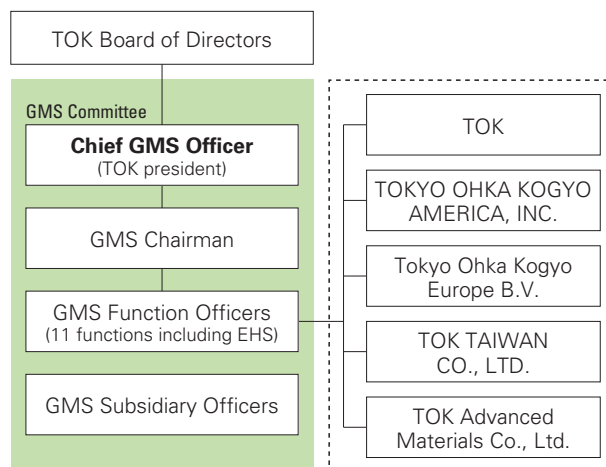 TOK Board of Directors
GMS Committee
Chief GMS Officer
(TOK president)
GMS Chairman
GMS Function Officers
(11 functions including EHS)
GMS Subsidiary Officers
TOK
TOKYO OHKA KOGYO
AMERICA, INC.
Tokyo Ohka Kogyo
Europe B.V.
TOK TAIWAN
CO., LTD.
TOK Advanced
Materials Co., Ltd.